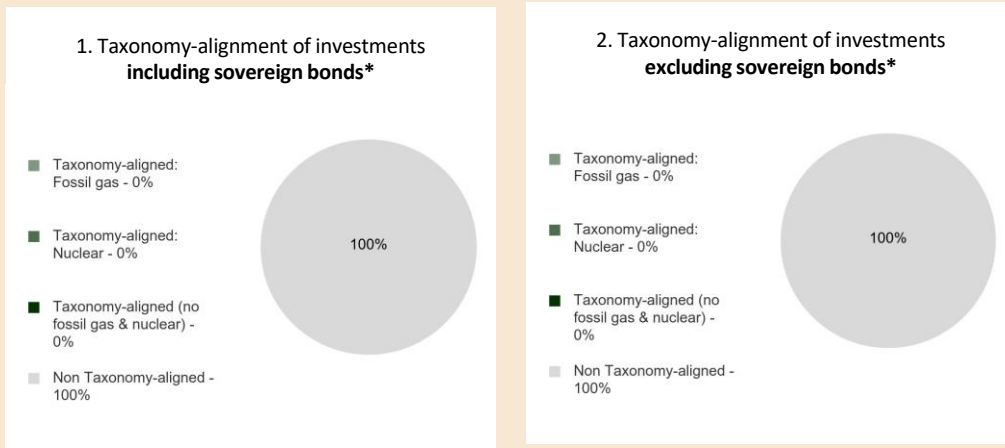 1. Taxonomy-alignment of investments
including sovereign bonds*
Taxonomy-aligned:
Fossil gas - 0%
Taxonomy-aligned:
Nuclear - 0%
Taxonomy-aligned (no
fossil gas & nuclear) -
0%
Non Taxonomy-aligned -
100%
100%
2. Taxonomy-alignment of investments
excluding sovereign bonds*
Taxonomy-aligned:
Fossil gas - 0%
Taxonomy-aligned:
Nuclear - 0%
Taxonomy-aligned (no
fossil gas & nuclear) -
0%
Non Taxonomy-aligned -
100%
100%